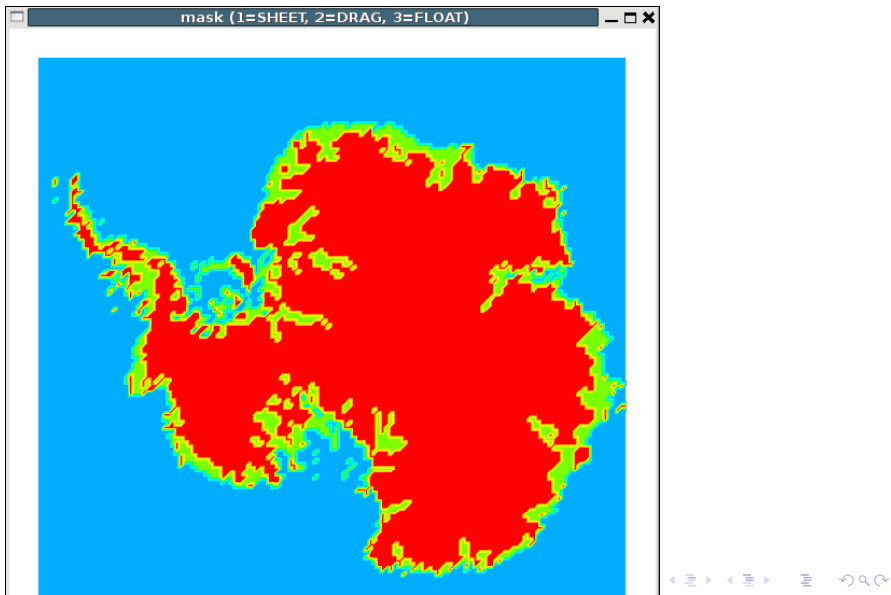 mask (1=SHEET, 2=DRAG, 3=FLOAT)